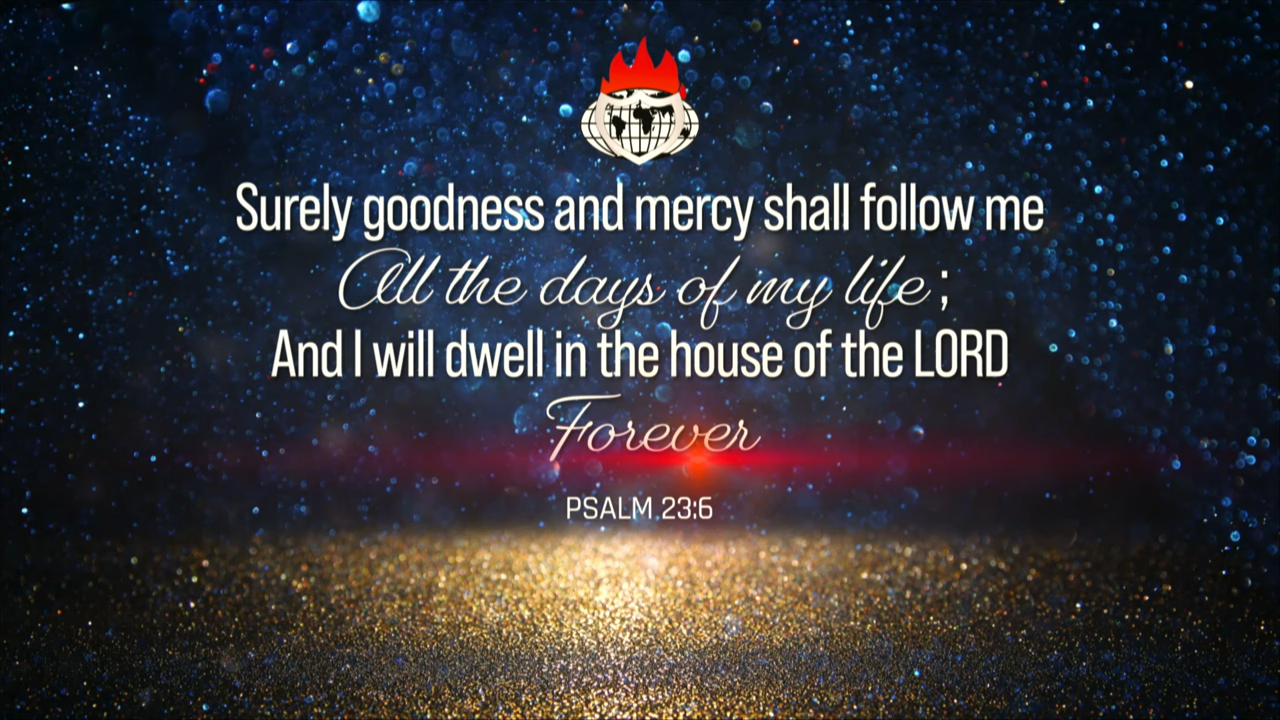 Surely goodness and mercy shall follow me
All the days of my life;
And I will dwell in the house of the LORD
Forever
PSALM 23:6